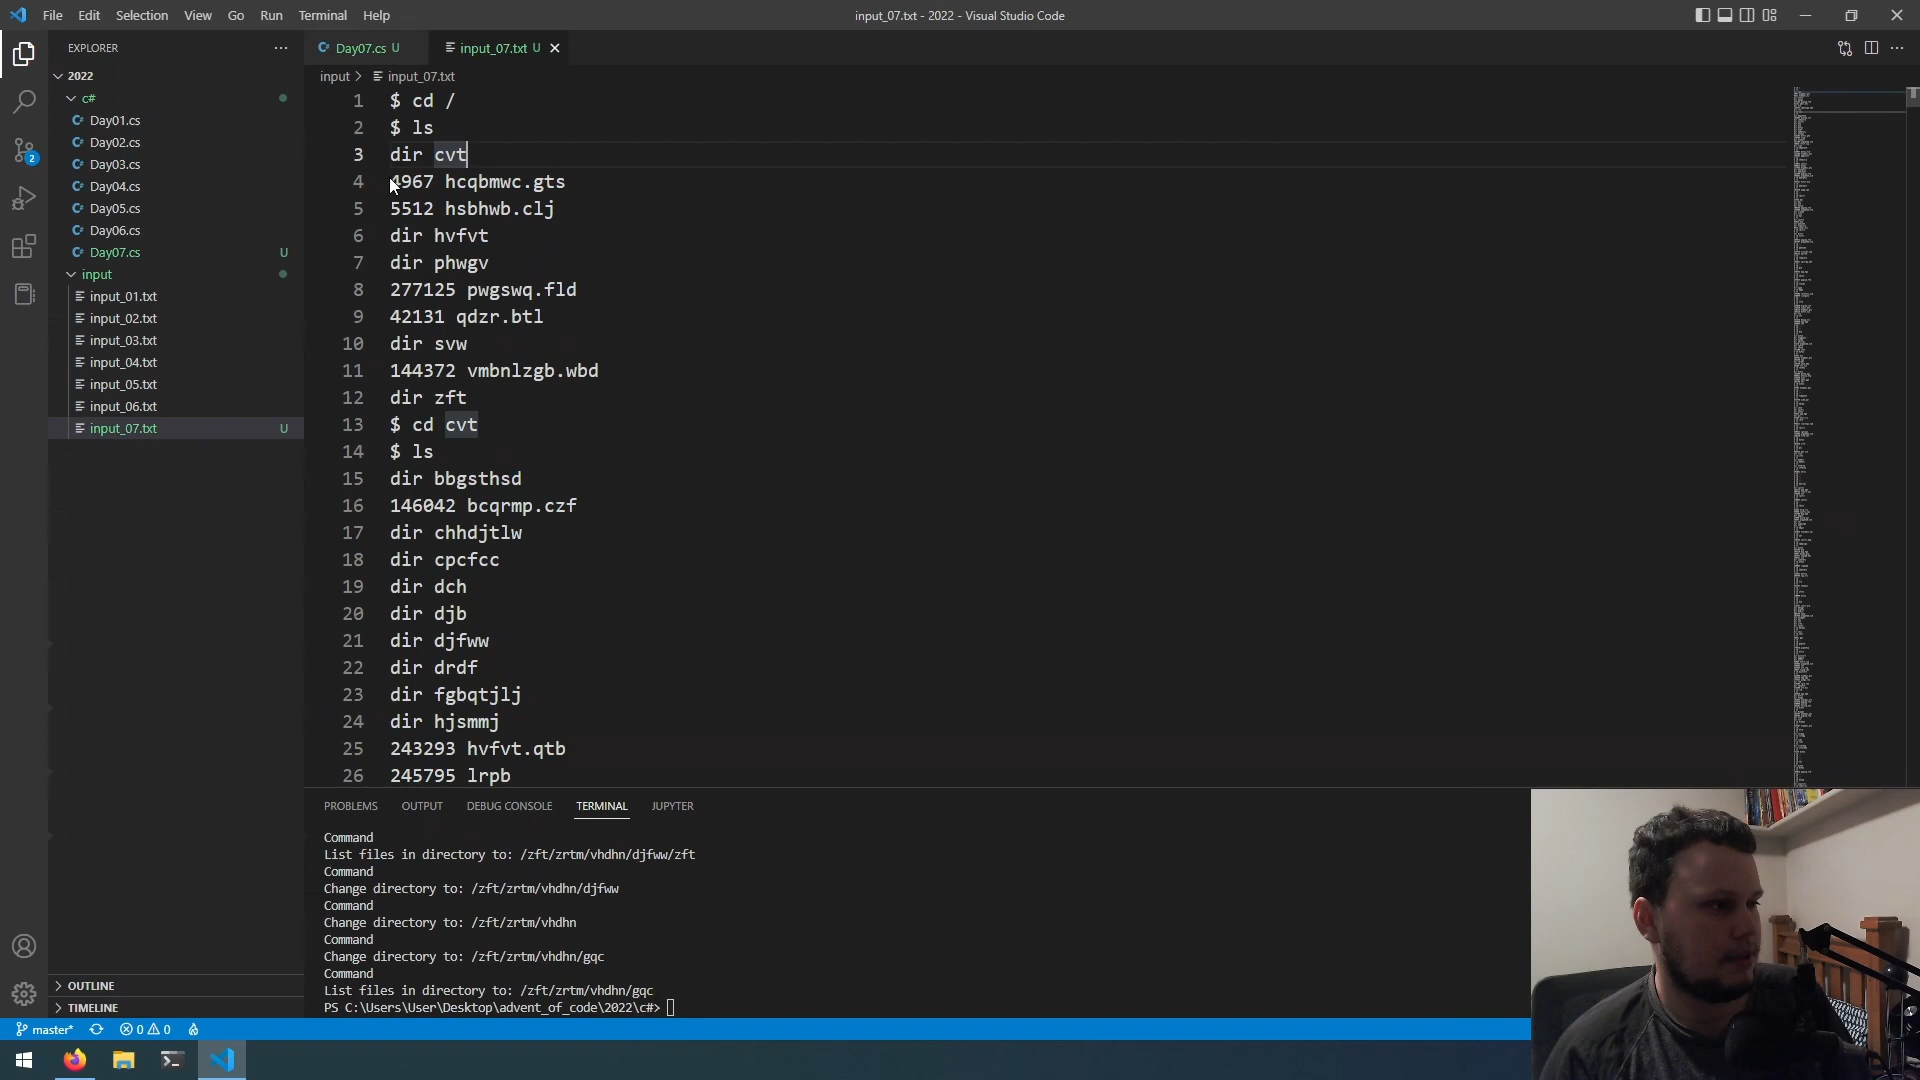 File Edit Selection View Go Run Terminal Help
input_07.txt - 2022 - Visual Studio Code
EXPLORER
2022
c#
Day01.cs
Day02.cs
Day03.cs
Day04.cs
Day05.cs
Day06.cs
Day07.cs U
input
input_01.txt
input_02.txt
input_03.txt
input_04.txt
input_05.txt
input_06.txt
input_07.txt U
OUTLINE
TIMELINE
2
Day07.cs U
input_07.txt U
input > input_07.txt
1 $ cd /
2 $ ls
3 dir cvt
4 4967 hcqbmwc.gts
5 5512 hsbhwb.clj
6 dir hvfvt
7 dir phwgv
8 277125 pwgswq.fld
9 42131 qdzr.btl
10 dir svw
11 144372 vmbnlzgb.wbd
12 dir zft
13 $ cd cvt
14 $ ls
15 dir bbgsthsd
16 146042 bcqrmp.czf
17 dir chhdjtlw
18 dir cpcfcc
19 dir dch
20 dir djb
21 dir djfww
22 dir drdf
23 dir fgbqtjlj
24 dir hjsmmj
25 243293 hvfvt.qtb
26 245795 lrpb
PROBLEMS OUTPUT DEBUG CONSOLE TERMINAL JUPYTER
Command
List files in directory to: /zft/zrtm/vhdhn/djfww/zft
Command
Change directory to: /zft/zrtm/vhdhn/djfww
Command
Change directory to: /zft/zrtm/vhdhn
Command
Change directory to: /zft/zrtm/vhdhn/gqc
Command
List files in directory to: /zft/zrtm/vhdhn/gqc
PS C:\Users\User\Desktop\advent_of_code\2022\c#>
master* 0 0